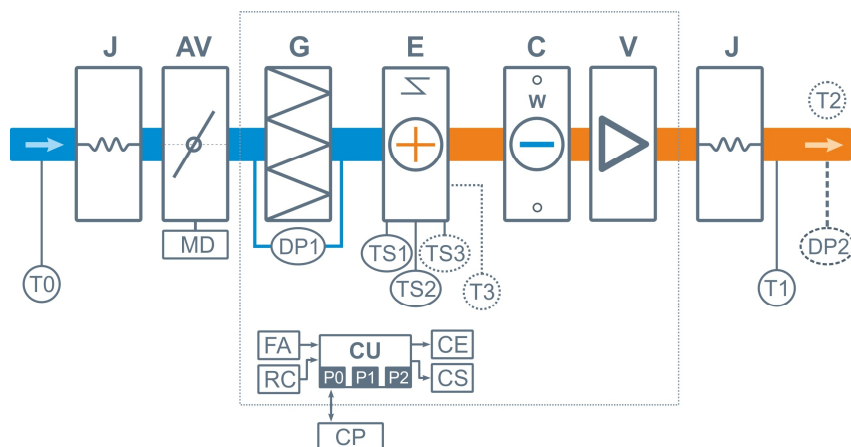 J AV G E C V J
W
T2
MD
DP1
TS1 TS3
DP2
T0
TS2
T3
T1
FA
CU
CE
RC
P0 P1 P2
CS
CP